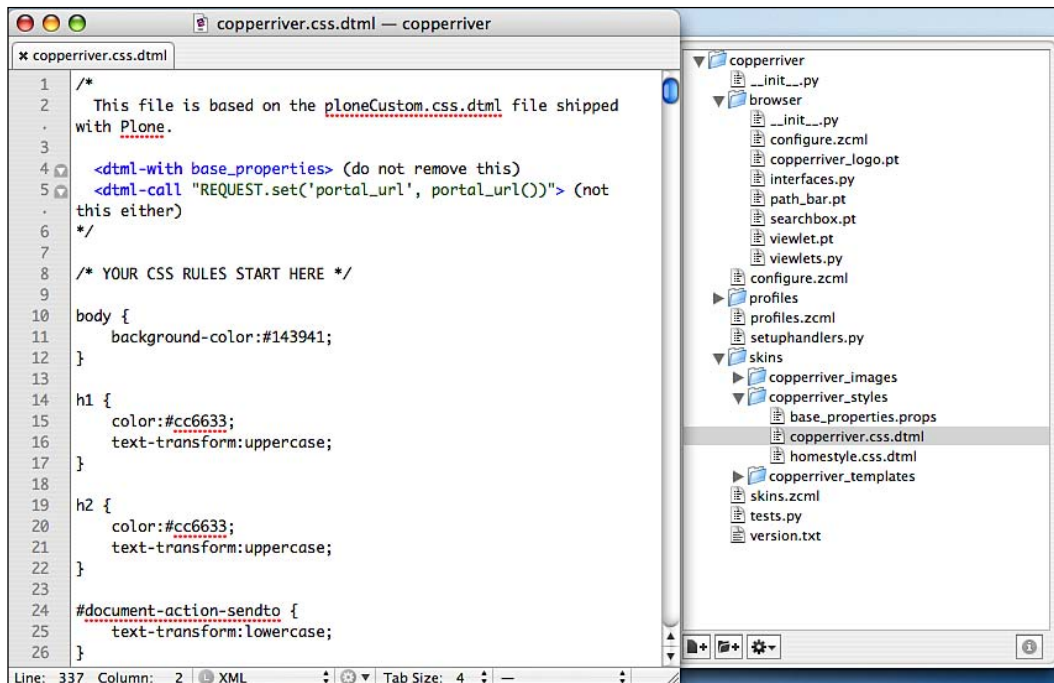 copperriver.css.dtml — copperriver
copperriver.css.dtml
1 /*
2 This file is based on the ploneCustom.css.dtml file shipped
· with Plone.
3
4 <dtml-with base_properties> (do not remove this)
5 <dtml-call "REQUEST.set('portal_url', portal_url())"> (not
· this either)
6 */
7
8 /* YOUR CSS RULES START HERE */
9
10 body {
11 background-color:#143941;
12 }
13
14 h1 {
15 color:#cc6633;
16 text-transform:uppercase;
17 }
18
19 h2 {
20 color:#cc6633;
21 text-transform:uppercase;
22 }
23
24 #document-action-sendto {
25 text-transform:lowercase;
26 }
Line: 337 Column: 2 XML Tab Size: 4 —
copperriver
__init__.py
browser
__init__.py
configure.zcml
copperriver_logo.pt
interfaces.py
path_bar.pt
searchbox.pt
viewlet.pt
viewlets.py
configure.zcml
profiles
profiles.zcml
setuphandlers.py
skins
copperriver_images
copperriver_styles
base_properties.props
copperriver.css.dtml
homestyle.css.dtml
copperriver_templates
skins.zcml
tests.py
version.txt